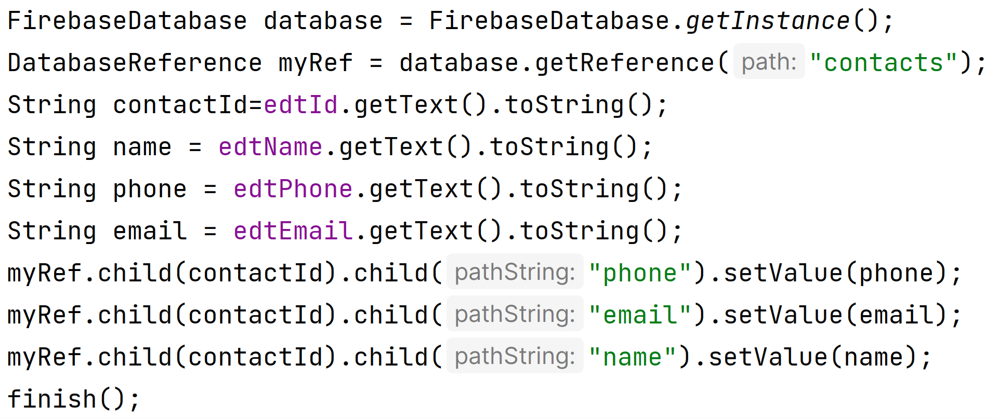 FirebaseDatabase database = FirebaseDatabase.getInstance();
DatabaseReference myRef = database.getReference( path: "contacts");
String contactId=edtId.getText().toString();
String name = edtName.getText().toString();
String phone = edtPhone.getText().toString();
String email = edtEmail.getText().toString();
myRef.child(contactId).child( pathString: "phone").setValue(phone);
myRef.child(contactId).child( pathString: "email").setValue(email);
myRef.child(contactId).child( pathString: "name").setValue(name);
finish();